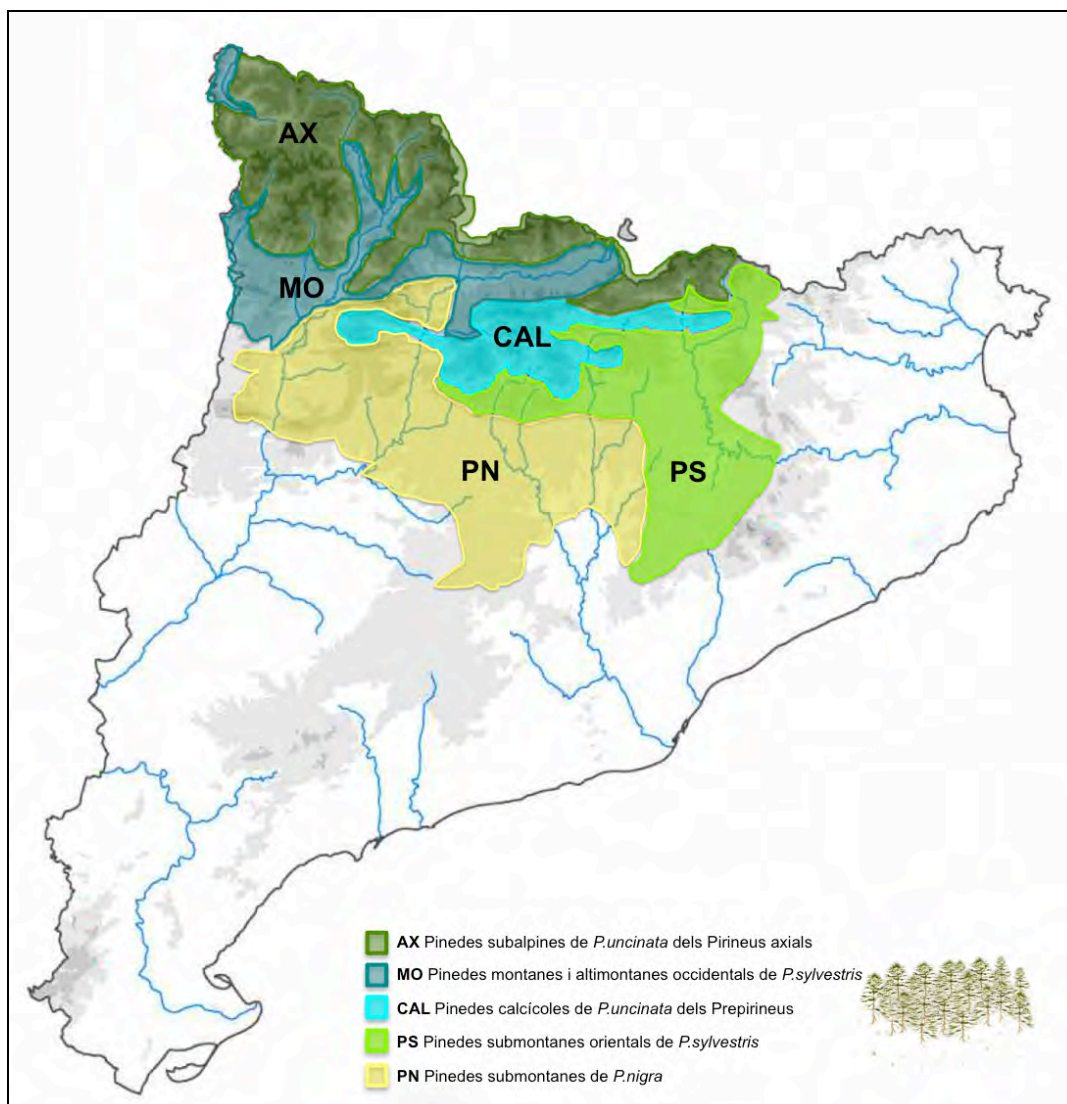 AX
MO
CAL
PN
PS
AX Pinedes subalpines de P.uncinata dels Pirineus axials
MO Pinedes montanes i altimontanes occidentals de P.sylvestris
CAL Pinedes calcícoles de P.uncinata dels Prepirineus
PS Pinedes submontanes orientals de P.sylvestris
PN Pinedes submontanes de P.nigra